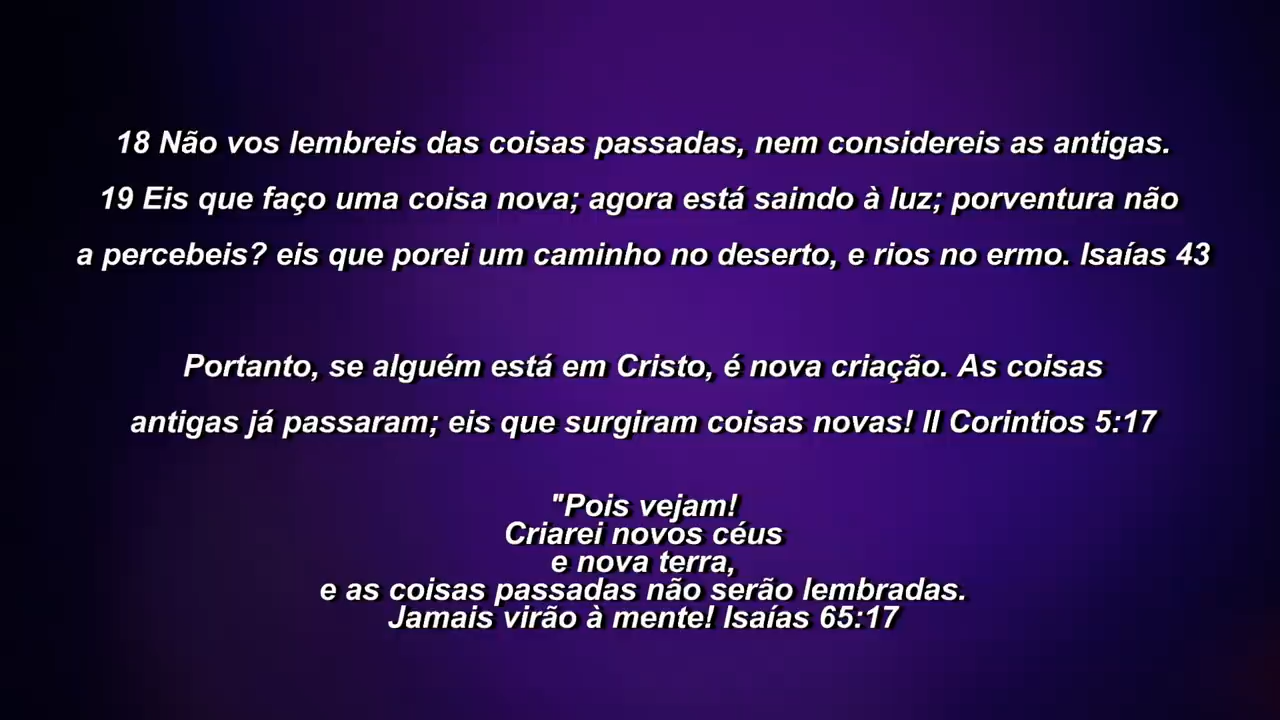 18 Não vos lembreis das coisas passadas, nem considereis as antigas.
19 Eis que faço uma coisa nova; agora está saindo à luz; porventura não
a percebeis? eis que porei um caminho no deserto, e rios no ermo. Isaías 43
Portanto, se alguém está em Cristo, é nova criação. As coisas
antigas já passaram; eis que surgiram coisas novas! II Corintios 5:17
"Pois vejam!
Criarei novos céus
e nova terra,
e as coisas passadas não serão lembradas.
Jamais virão à mente! Isaías 65:17